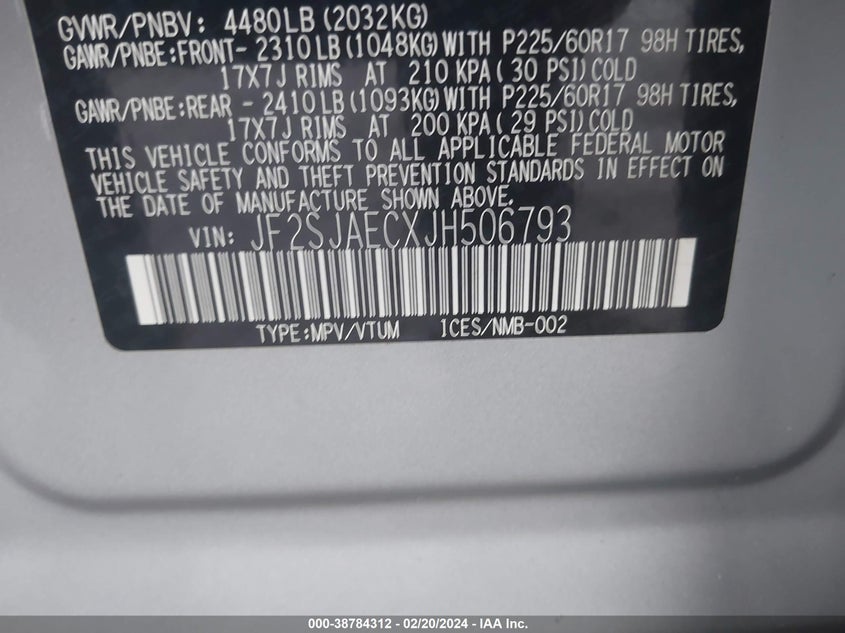 GVWR/PNBV: 4480LB (2032KG)
GAWR/PNBE:FRONT- 2310LB (1048KG) WITH P225/60R17 98H TIRES,
17X7J RIMS AT 210 KPA( 30 PSI) COLD
GAWR/PNBE:REAR - 2410LB (1093KG) WITH P225/60R17 98H TIRES,
17X7J RIMS AT 200 KPA( 29 PSI) COLD
THIS VEHICLE CONFORMS TO ALL APPLICABLE FEDERAL MOTOR
VEHICLE SAFETY AND THEFT PREVENTION STANDARDS IN EFFECT ON
THE DATE OF MANUFACTURE SHOWN ABOVE.
VIN: JF2SJAECXJH506793
TYPE:MPV/VTUM ICES/NMB-002
000-38784312 - 02/20/2024 - IAA Inc.